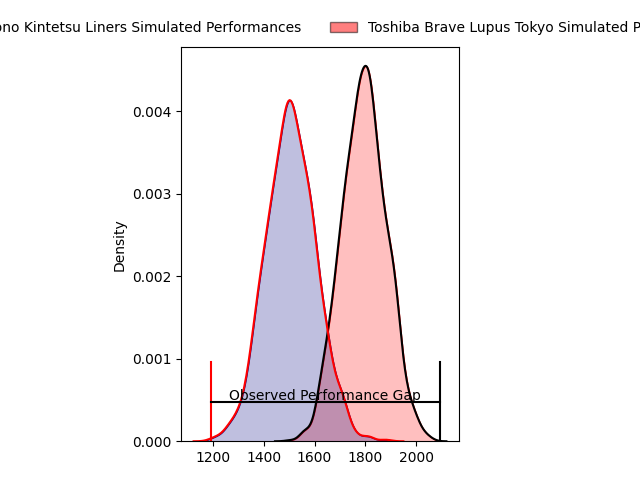 Kintetsu Liners Simulated Performances
Toshiba Brave Lupus Tokyo Simulated
Density
0.004
0.003
0.002
0.001
0.000
Observed Performance Gap
1200 1400 1600 1800 2000